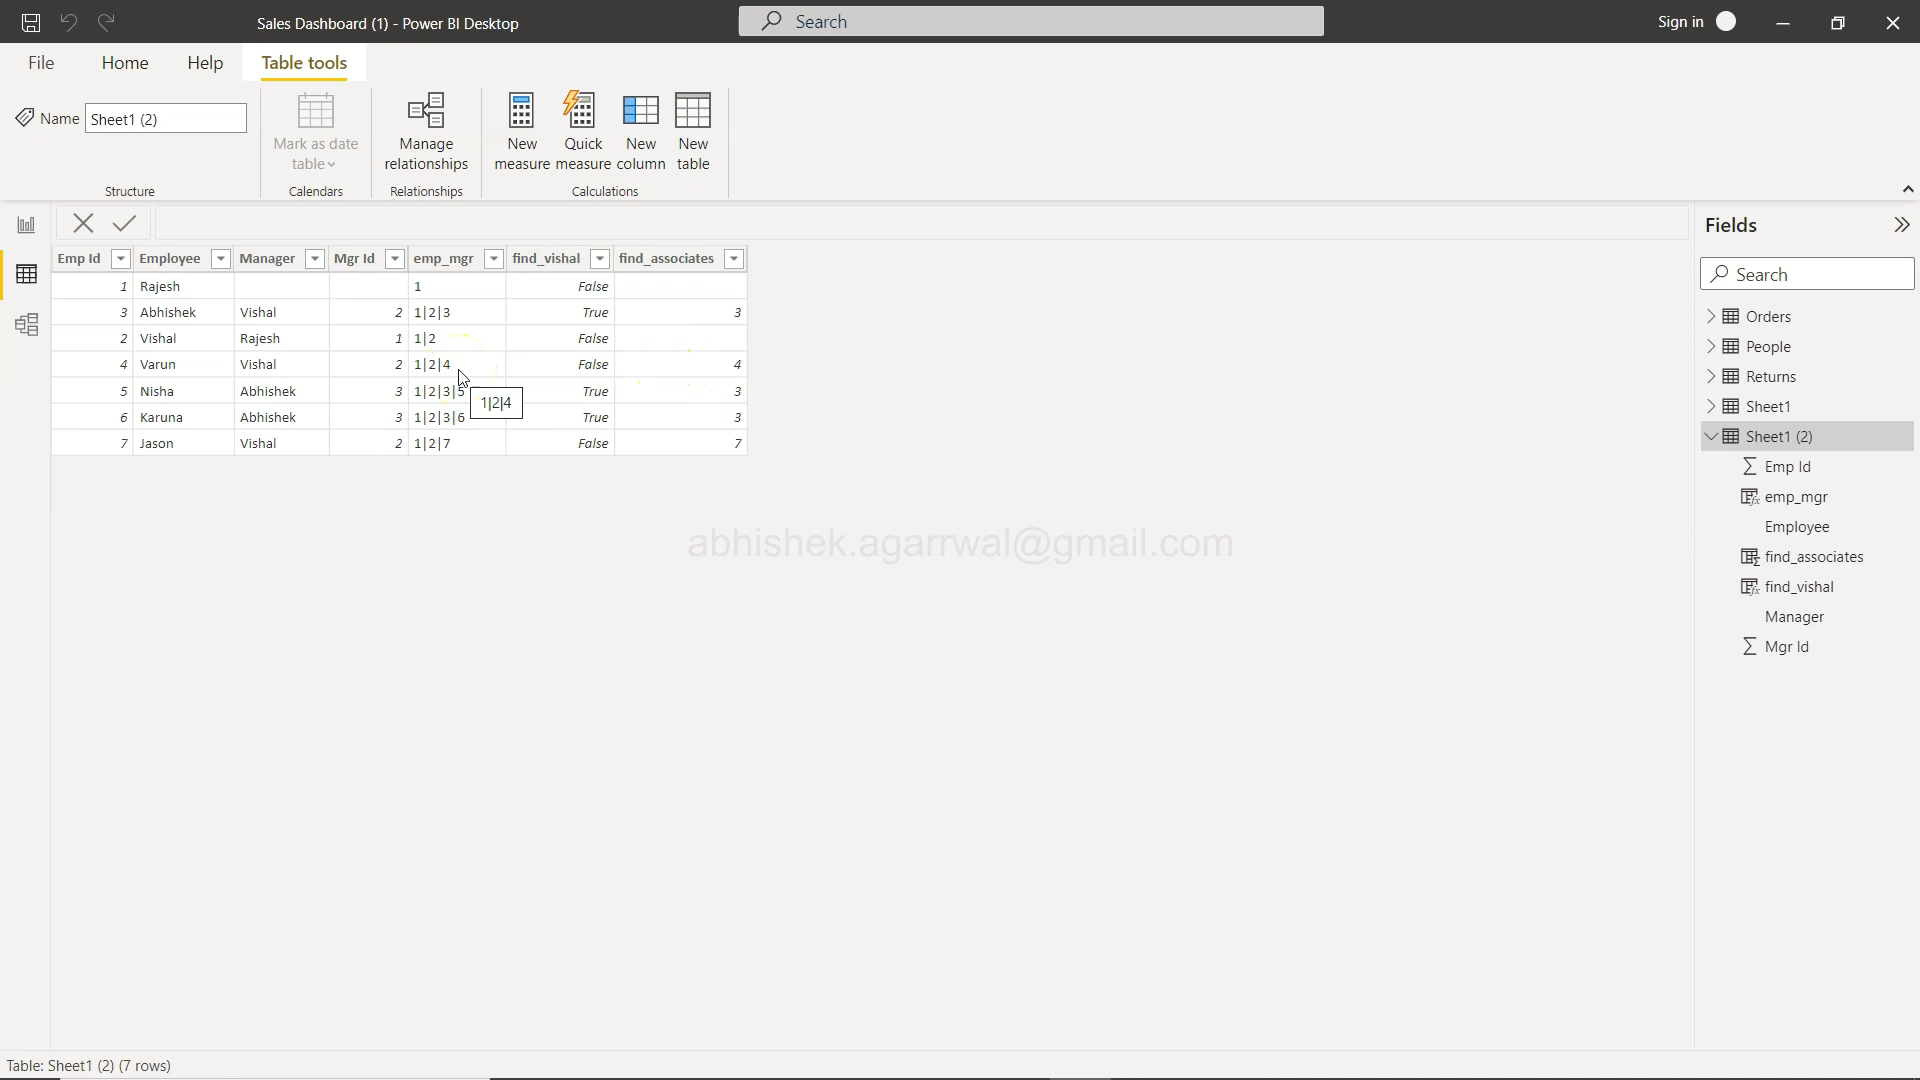 Sales Dashboard (1) - Power BI Desktop
Search
Sign in
File
Home
Help
Table tools
Name
Sheet1 (2)
Mark as date
table
Manage
relationships
New
measure
Quick
measure
New
column
New
table
Structure
Calendars
Relationships
Calculations
Fields
Search
Emp Id Employee Manager Mgr Id emp_mgr find_vishal find_associates
1 Rajesh 1 False
3 Abhishek Vishal 2 1|2|3 True 3
2 Vishal Rajesh 1 1|2 False
4 Varun Vishal 2 1|2|4 False 4
5 Nisha Abhishek 3 1|2|3|5 True 3
1|2|4
6 Karuna Abhishek 3 1|2|3|6 True 3
7 Jason Vishal 2 1|2|7 False 7
Orders
People
Returns
Sheet1
Sheet1 (2)
Emp Id
emp_mgr
Employee
find_associates
find_vishal
Manager
Mgr Id
abhishek.agarrwal@gmail.com
Table: Sheet1 (2) (7 rows)